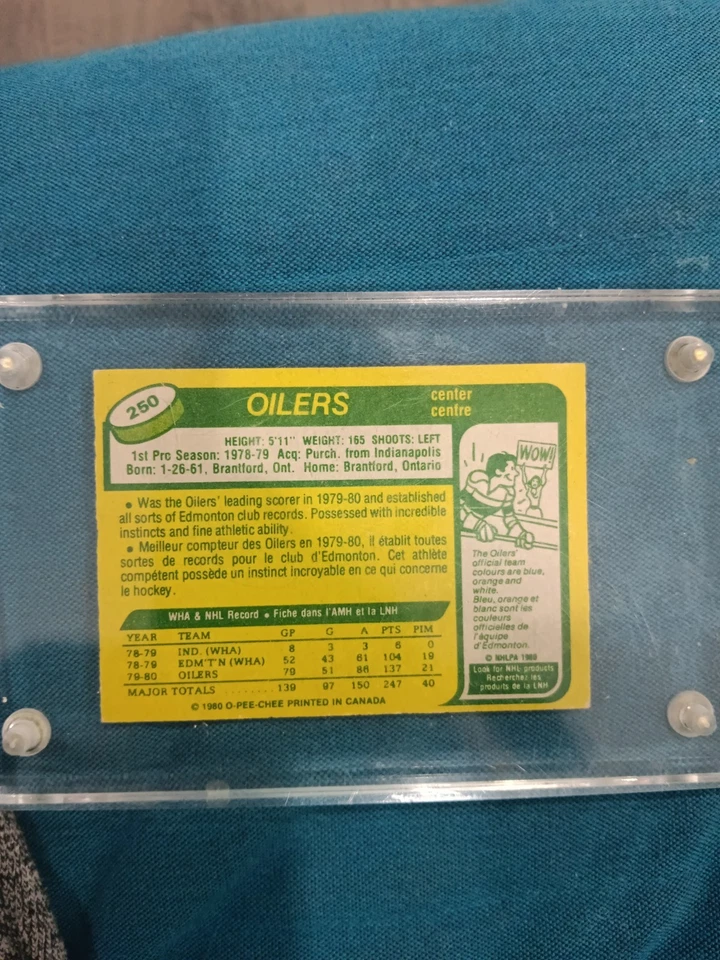 250
OILERS
center
centre
HEIGHT: 5'11" WEIGHT: 165 SHOOTS: LEFT
1st Pro Season: 1978-79 Acq: Purch. from Indianapolis
Born: 1-26-61, Brantford, Ont. Home: Brantford, Ontario
• Was the Oilers' leading scorer in 1979-80 and established
all sorts of Edmonton club records. Possessed with incredible
instincts and fine athletic ability.
• Meilleur compteur des Oilers en 1979-80, il établit toutes
sortes de records pour le club d'Edmonton. Cet athlète
compétent possède un instinct incroyable en ce qui concerne
le hockey.
WHA & NHL Record • Fiche dans l'AMH et la LNH
YEAR TEAM GP G A PTS PIM
78-79 IND. (WHA) 8 3 3 6 0
78-79 EDM'T'N (WHA) 52 43 61 104 19
79-80 OILERS 79 51 86 137 21
MAJOR TOTALS ........ 139 97 150 247 40
© 1980 O-PEE-CHEE PRINTED IN CANADA
WOW!
The Oilers'
official team
colours are blue,
orange and
white.
Bleu, orange et
blanc sont les
couleurs
officielles de
l'équipe
d'Edmonton.
© NHLPA 1980
Look for NHL products
Recherchez les
produits de la LNH